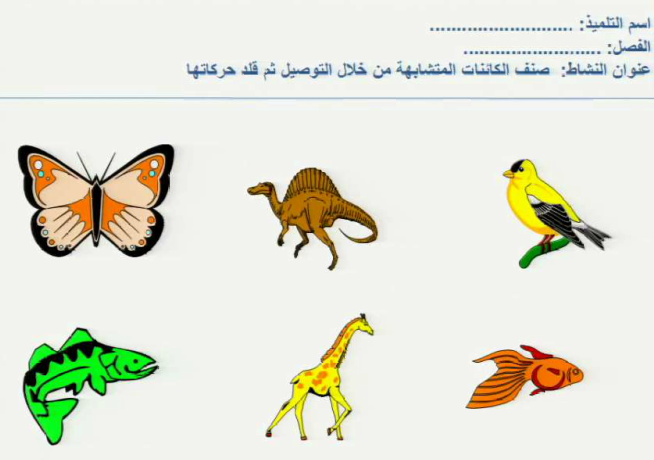 اسم التلميذ: ...........................
الفصل: ..........................
عنوان النشاط: صنف الكائنات المتشابهة من خلال التوصيل ثم قلد حركاتها